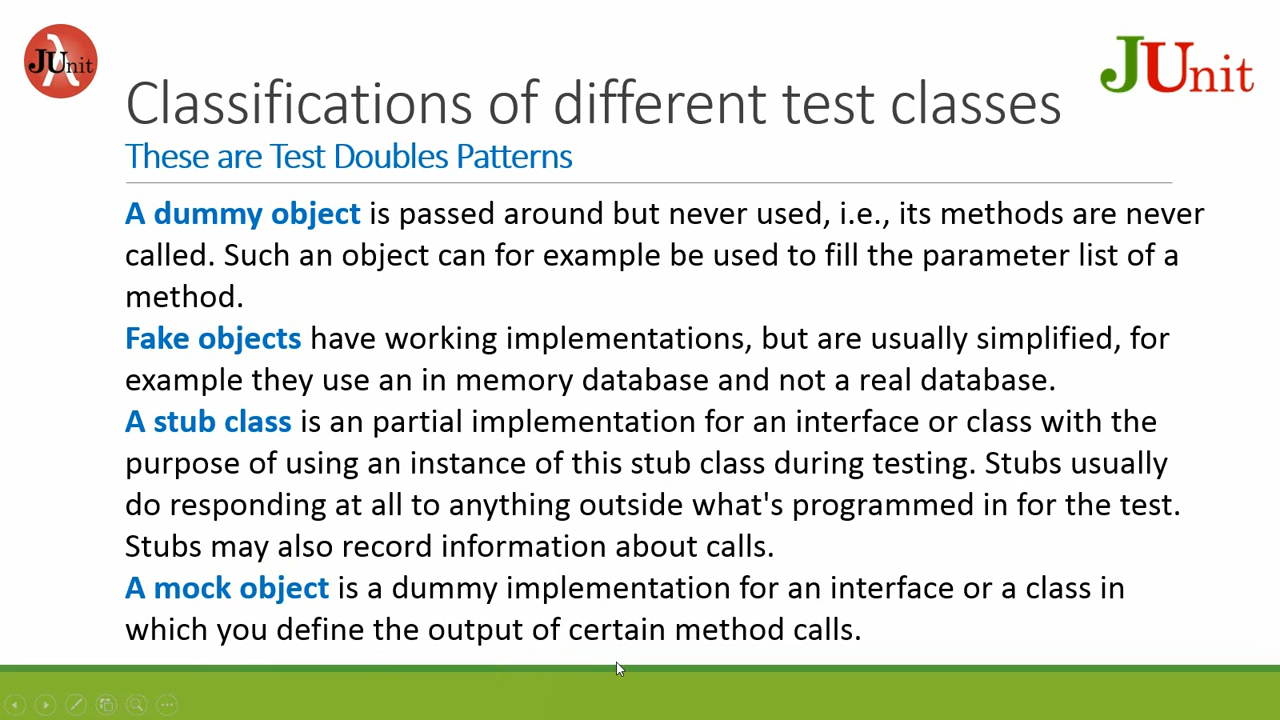 JUnit
JUnit
Classifications of different test classes
These are Test Doubles Patterns
A dummy object is passed around but never used, i.e., its methods are never
called. Such an object can for example be used to fill the parameter list of a
method.
Fake objects have working implementations, but are usually simplified, for
example they use an in memory database and not a real database.
A stub class is an partial implementation for an interface or class with the
purpose of using an instance of this stub class during testing. Stubs usually
do responding at all to anything outside what's programmed in for the test.
Stubs may also record information about calls.
A mock object is a dummy implementation for an interface or a class in
which you define the output of certain method calls.